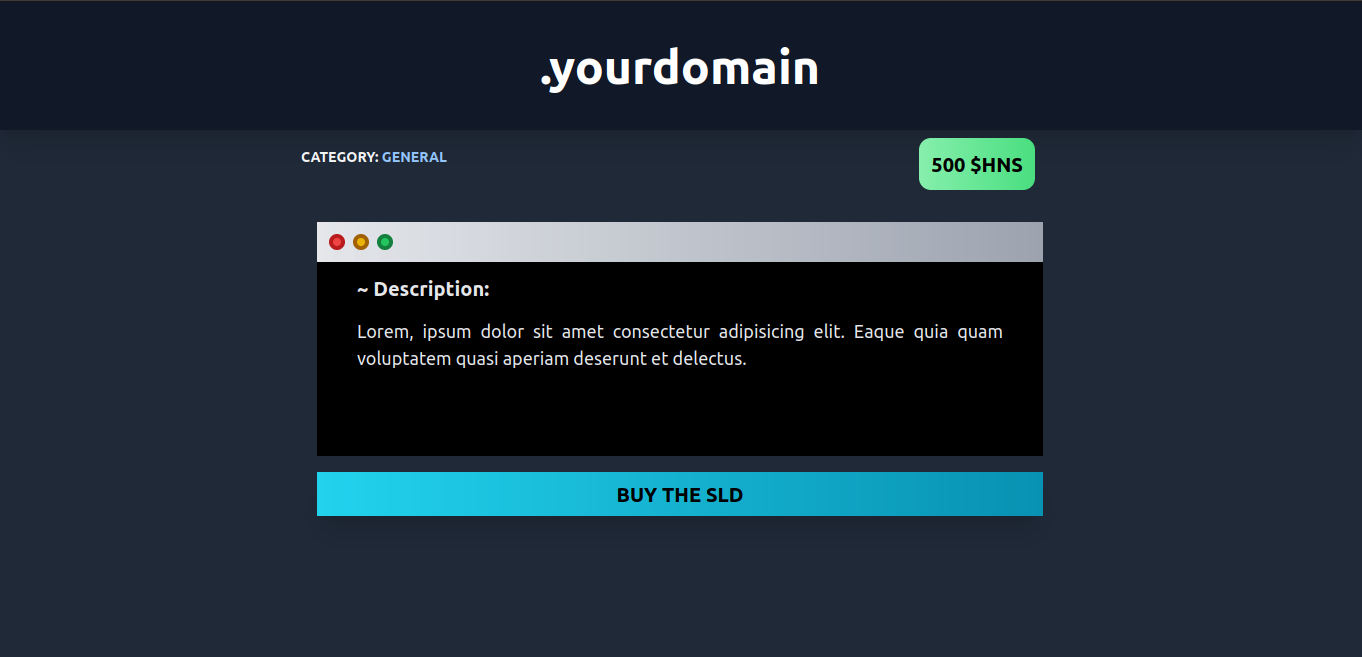 .yourdomain
CATEGORY: GENERAL
500 $HNS
~ Description:
Lorem, ipsum dolor sit amet consectetur adipisicing elit. Eaque quia quam
voluptatem quasi aperiam deserunt et delectus.
BUY THE SLD